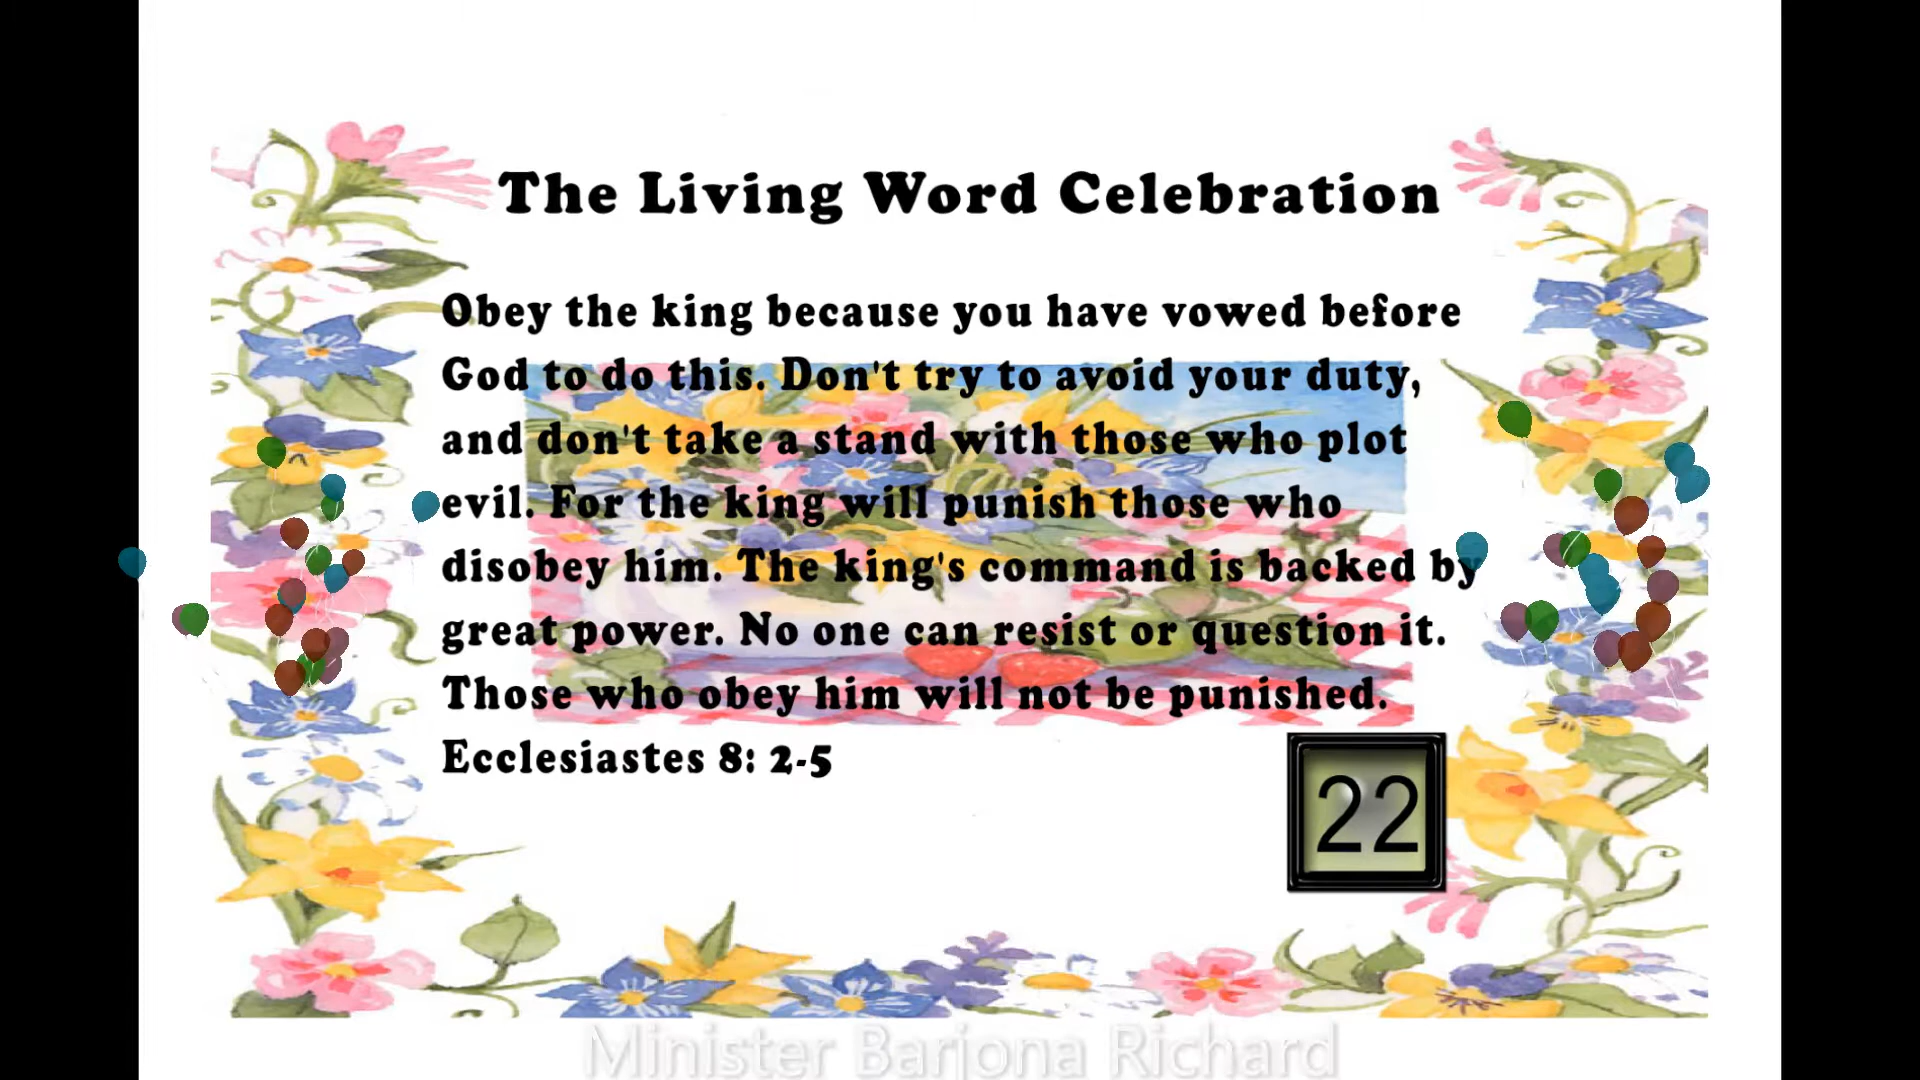 The Living Word Celebration
Obey the king because you have vowed before
God to do this. Don't try to avoid your duty,
and don't take a stand with those who plot
evil. For the king will punish those who
disobey him. The king's command is backed by
great power. No one can resist or question it.
Those who obey him will not be punished.
Ecclesiastes 8: 2-5
22
Minister Barjona Richard